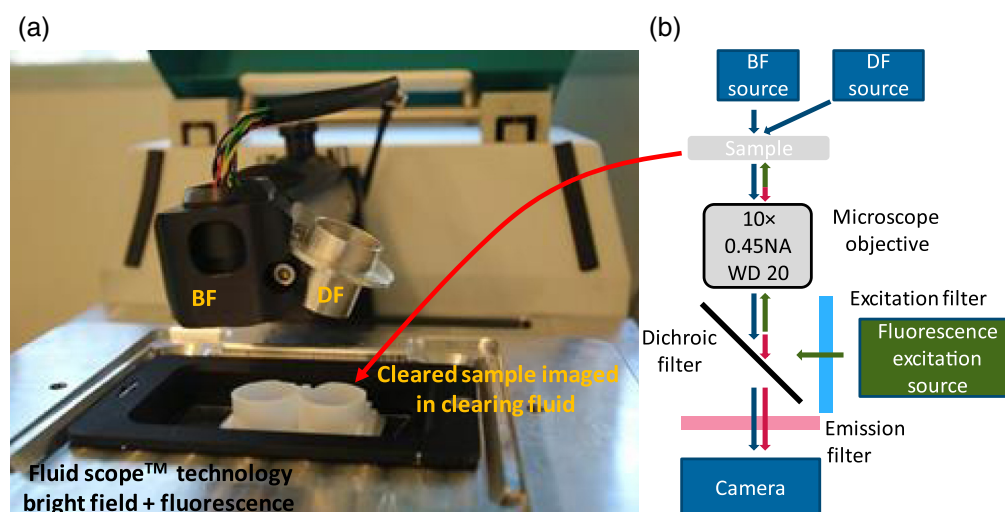 (a)
BF
DF
Cleared sample imaged
in clearing fluid
Fluid scope™ technology
bright field + fluorescence
(b)
BF
source
DF
source
Sample
10×
0.45NA
WD 20
Microscope
objective
Excitation filter
Dichroic
filter
Fluorescence
excitation
source
Emission
filter
Camera